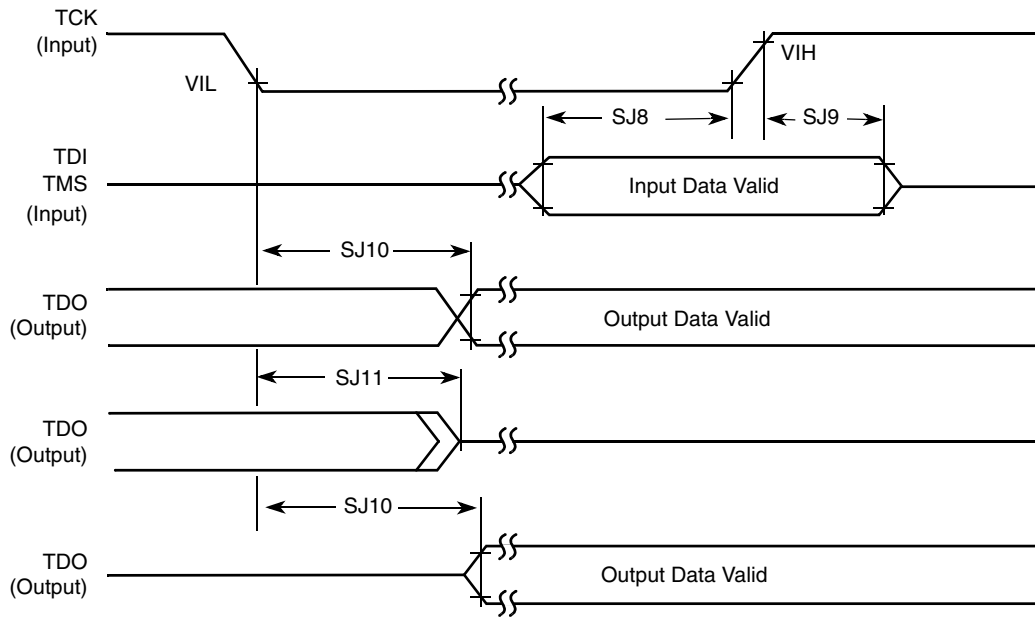 TCK
(Input)
VIL
VIH
SJ8
SJ9
TDI
TMS
(Input)
Input Data Valid
SJ10
TDO
(Output)
Output Data Valid
SJ11
TDO
(Output)
SJ10
TDO
(Output)
Output Data Valid